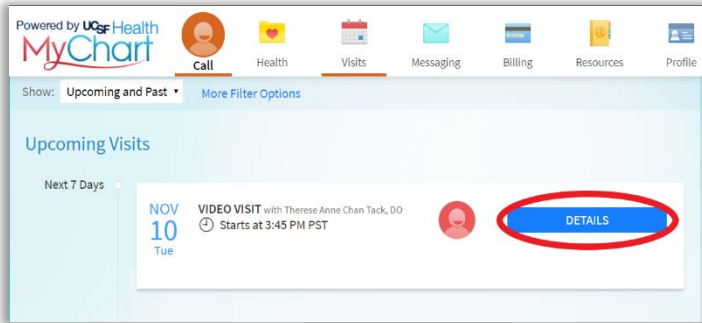 Powered by UCSF Health
MyChart
Call
Health
Visits
Messaging
Billing
Resources
Profile
Show: Upcoming and Past
More Filter Options
Upcoming Visits
Next 7 Days
NOV
10
Tue
VIDEO VISIT with Therese Anne Chan Tack, DO
Starts at 3:45 PM PST
DETAILS